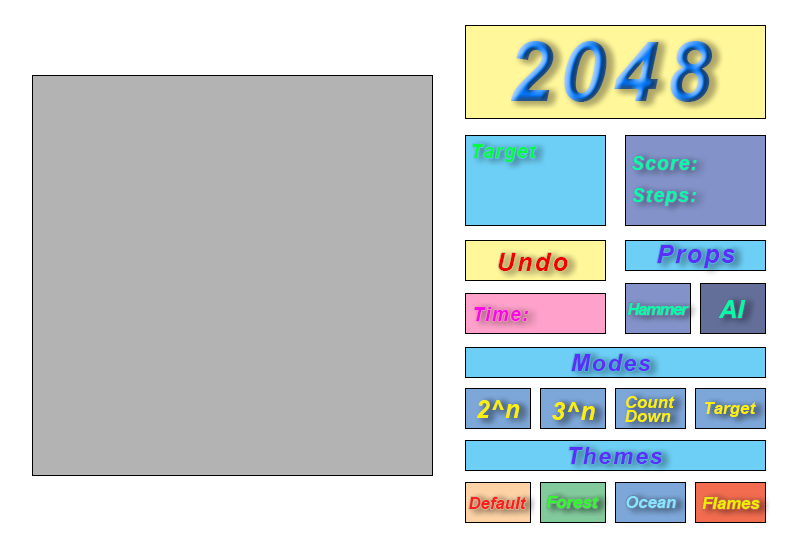 2048
Target
Score:
Steps:
Undo
Props
Time:
Hammer
AI
Modes
2^n
3^n
Count
Down
Target
Themes
Default
Forest
Ocean
Flames